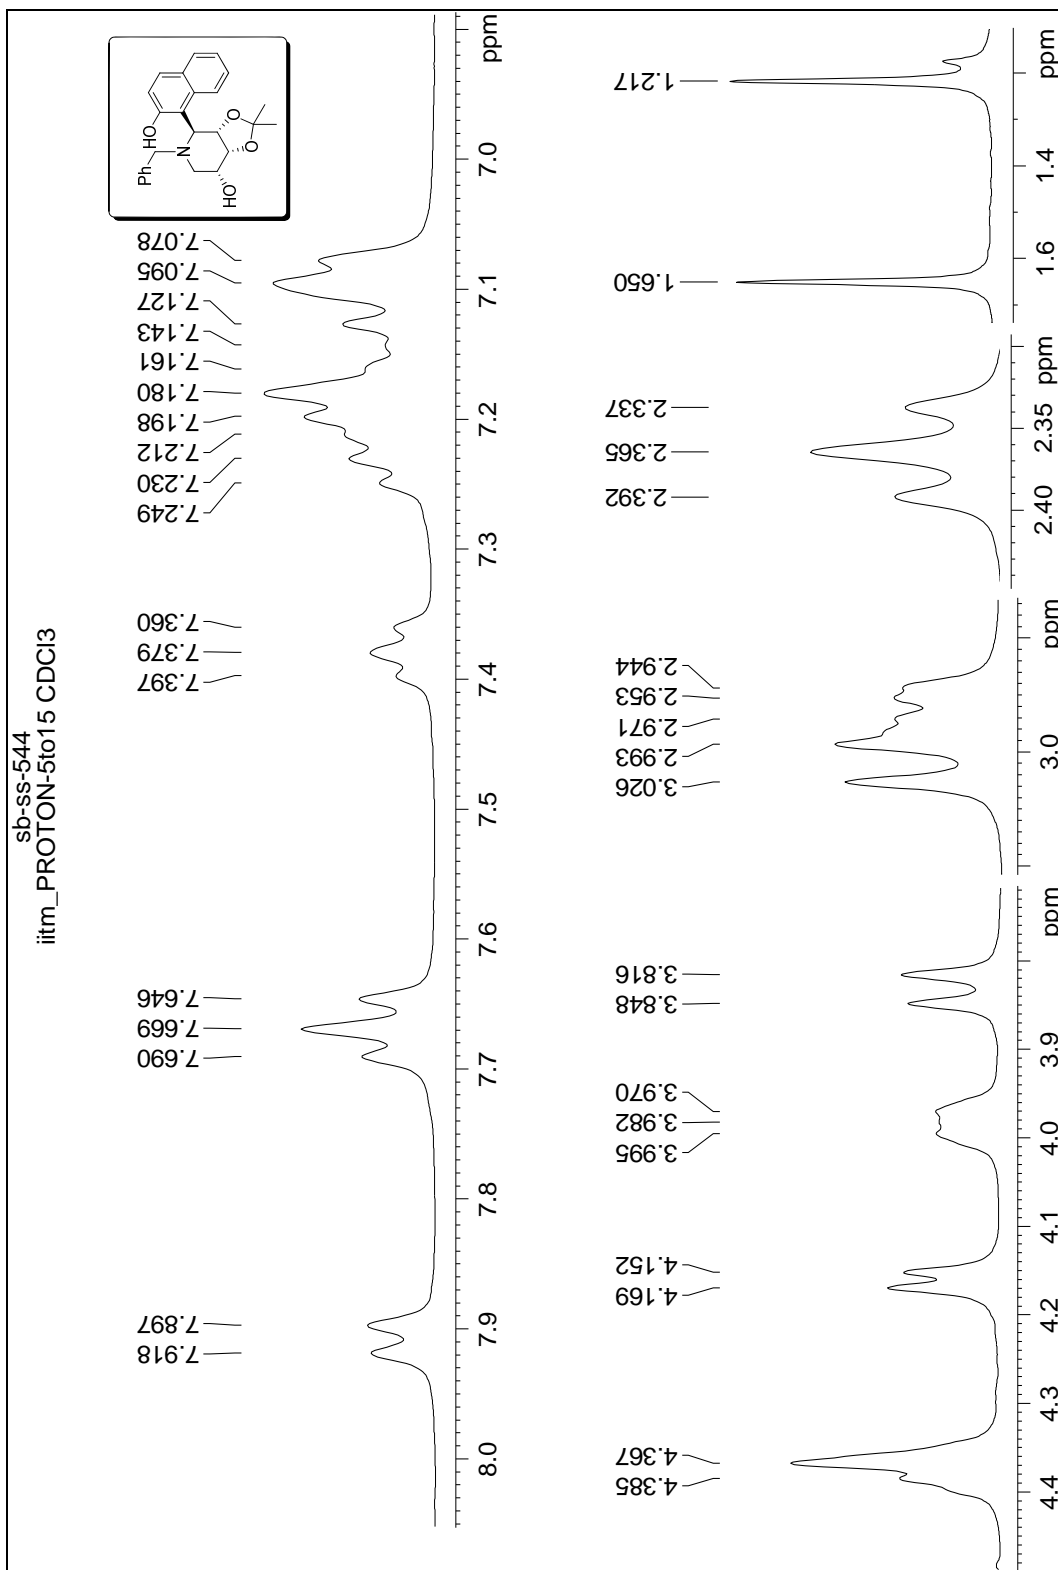 sb-ss-544
iitm_PROTON-5to15 CDCl3
HO
Ph
N
O
O
HO
7.918
7.897
7.690
7.669
7.646
7.397
7.379
7.360
7.249
7.230
7.212
7.198
7.180
7.161
7.143
7.127
7.095
7.078
8.0 7.9 7.8 7.7 7.6 7.5 7.4 7.3 7.2 7.1 7.0 ppm
4.385
4.367
4.169
4.152
3.995
3.982
3.970
3.848
3.816
4.4 4.3 4.2 4.1 4.0 3.9 ppm
3.026
2.993
2.971
2.953
2.944
3.0 ppm
2.392
2.365
2.337
2.40 2.35 ppm
1.650
1.217
1.6 1.4 ppm